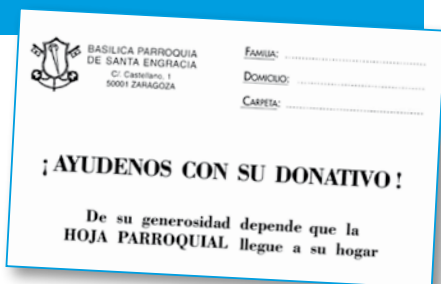 BASILICA PARROQUIA
DE SANTA ENGRACIA
C/. Castellano, 1
50001 ZARAGOZA
FAMILIA:
DOMICILIO:
CARPETA:
¡ AYUDENOS CON SU DONATIVO !
De su generosidad depende que la
HOJA PARROQUIAL llegue a su hogar